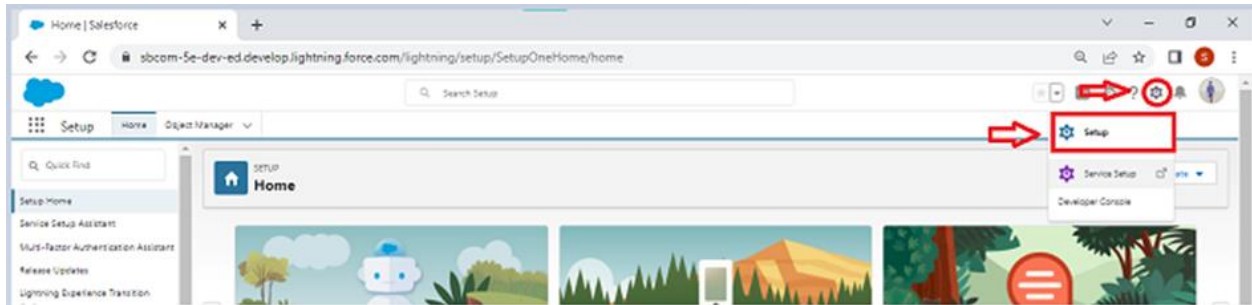 Home | Salesforce
sbcom-5e-dev-ed.develop.lightning.force.com/lightning/setup/SetupOneHome/home
S
Search Setup
?
Setup Home Object Manager
Setup
Quick Find
SETUP
Home
Service Setup
Setup Home
Developer Console
Service Setup Assistant
Multi-Factor Authentication Assistant
Release Updates
Lightning Experience Transition